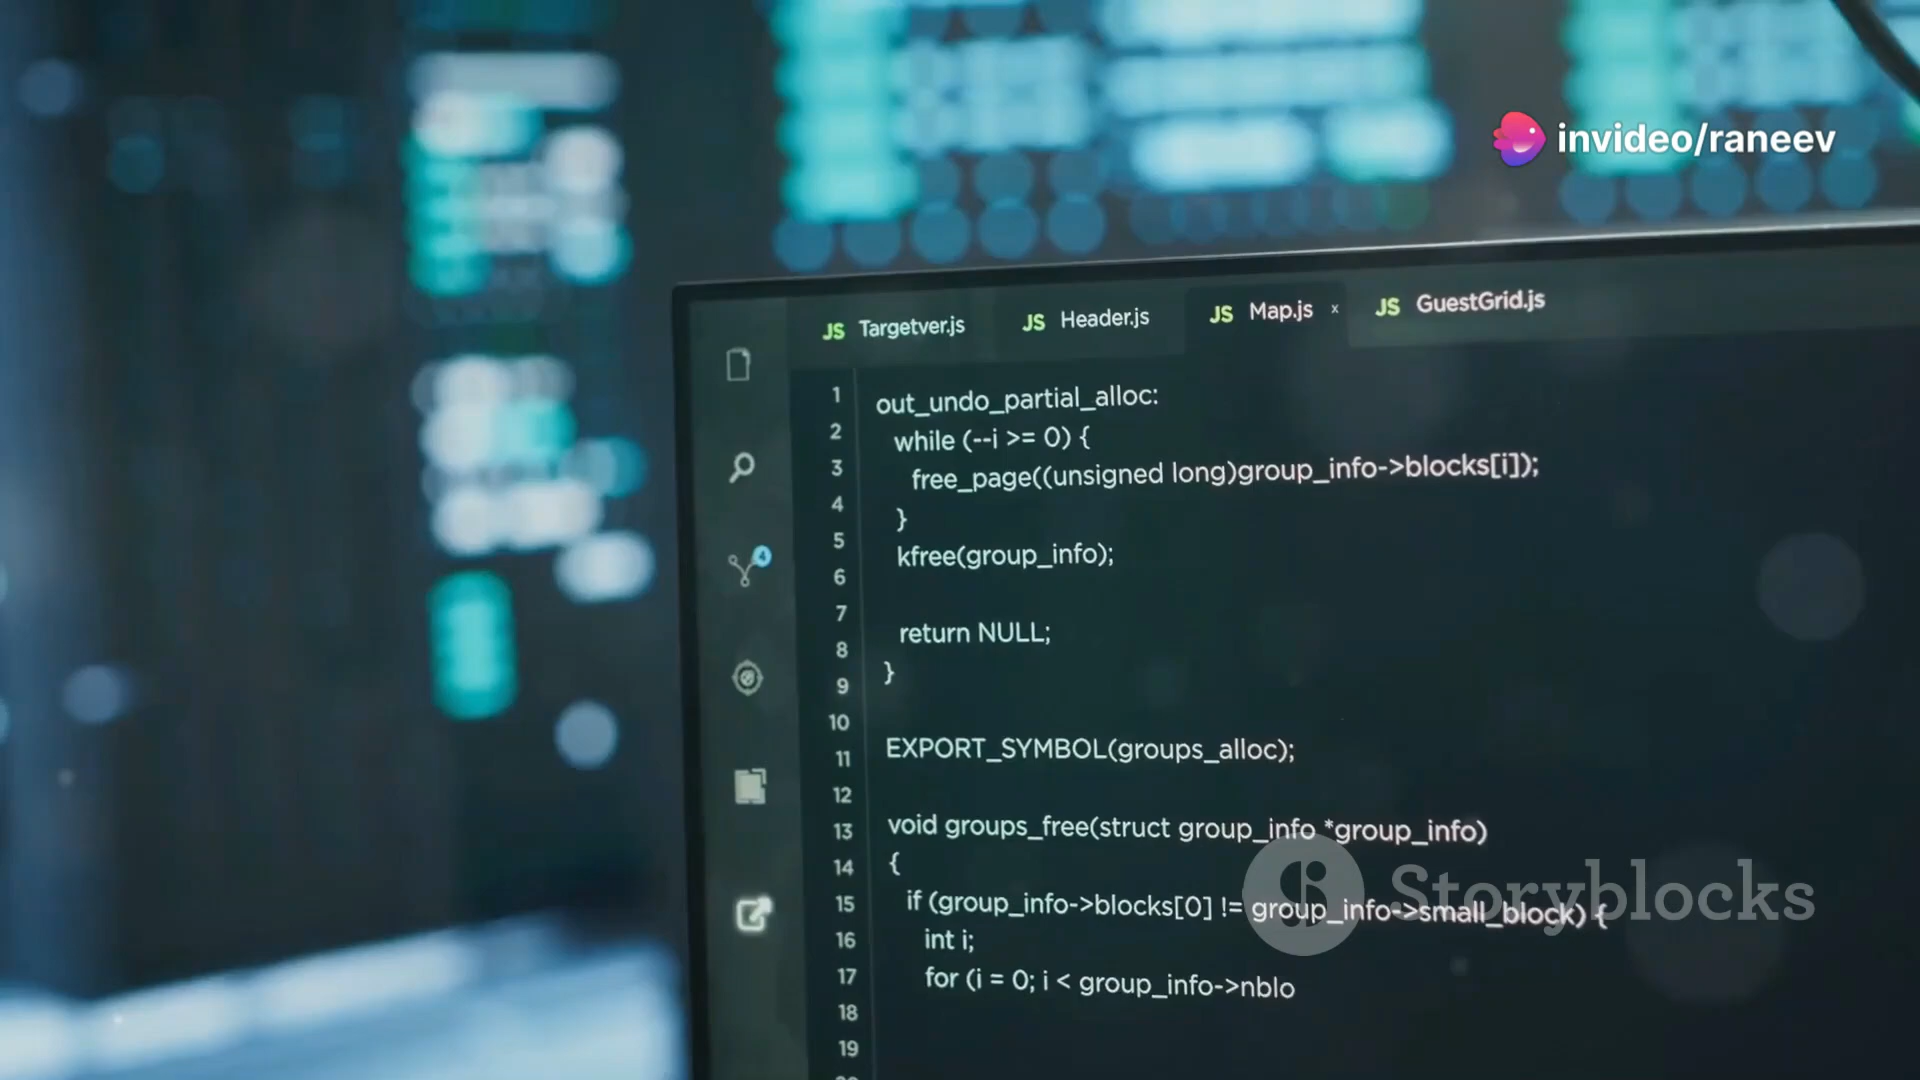 invideo/raneev
JS Targetver.js JS Header.js JS Map.js x JS GuestGrid.js
1 out_undo_partial_alloc:
2 while (--i >= 0) {
3 free_page((unsigned long)group_info->blocks[i]);
4 }
5 kfree(group_info);
4
6
7 return NULL;
8 }
9
10 EXPORT_SYMBOL(groups_alloc);
11
12
13 void groups_free(struct group_info *group_info)
14 {
15 if (group_info->blocks[0] != group_info->small_block) {
16 int i;
17 for (i = 0; i < group_info->nblo
18
19
Storyblocks